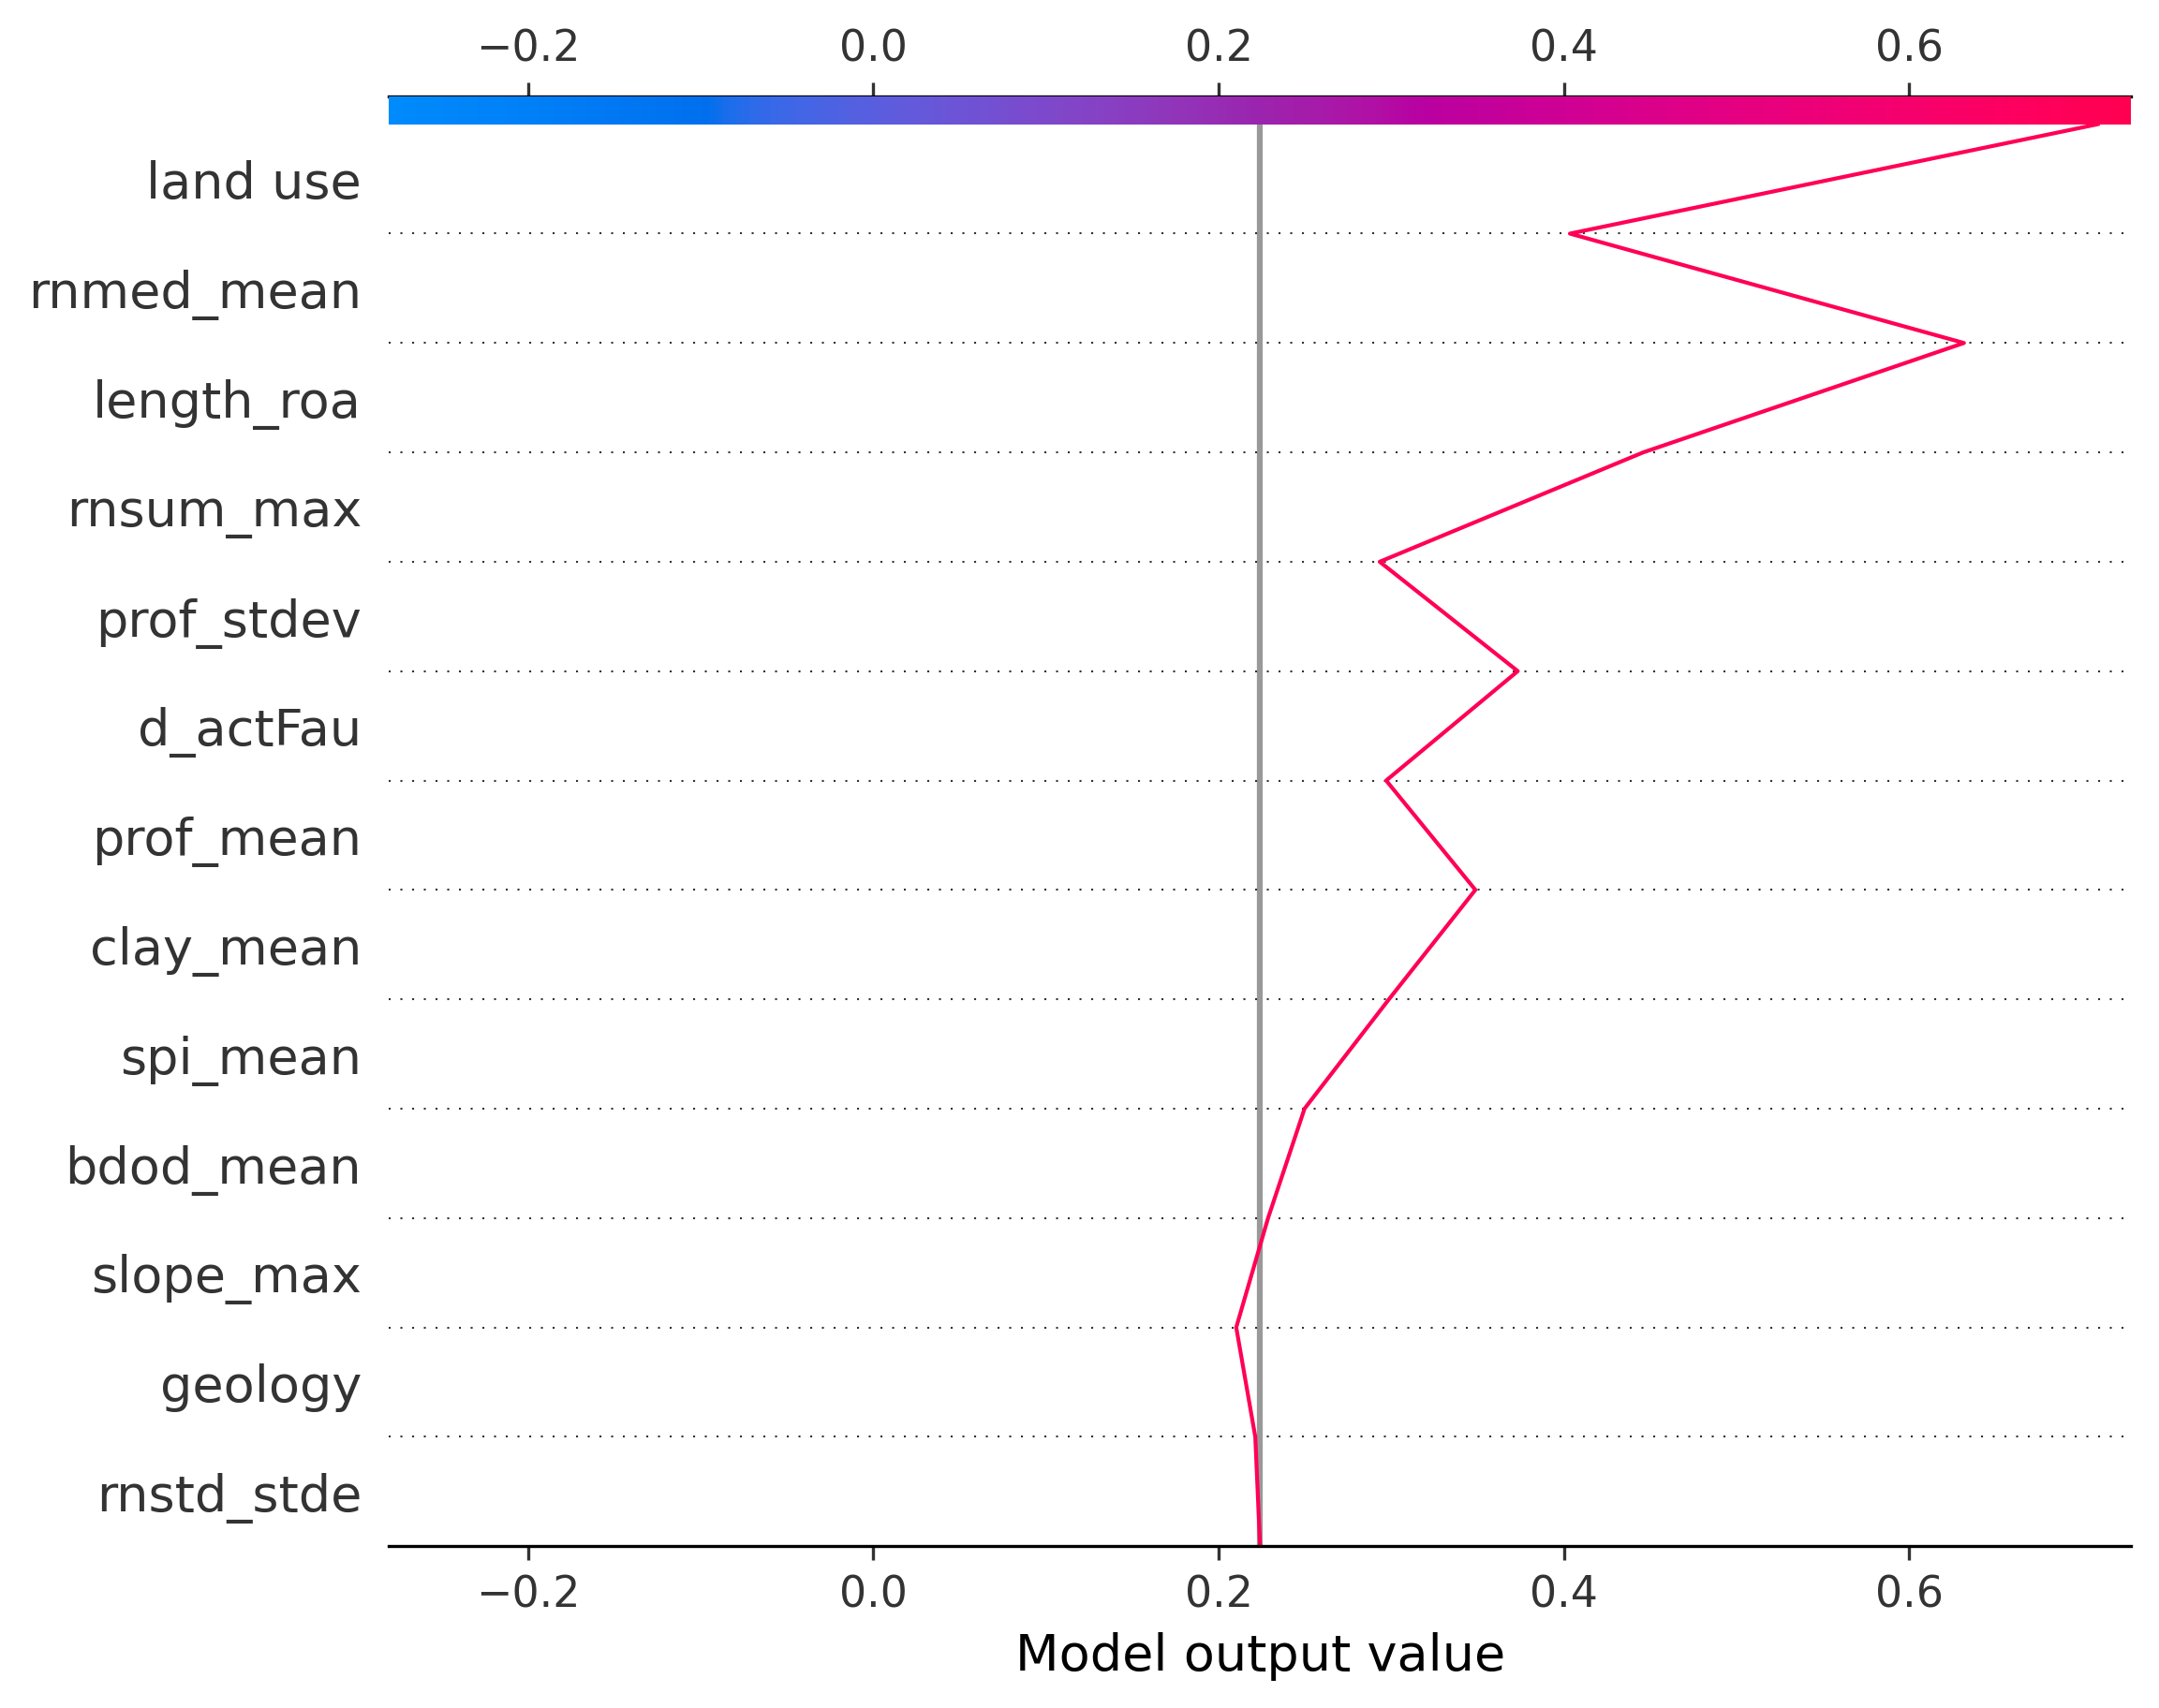 −0.2 0.0 0.2 0.4 0.6
land use
rnmed_mean
length_roa
rnsum_max
prof_stdev
d_actFau
prof_mean
clay_mean
spi_mean
bdod_mean
slope_max
geology
rnstd_stde
−0.2 0.0 0.2 0.4 0.6
Model output value